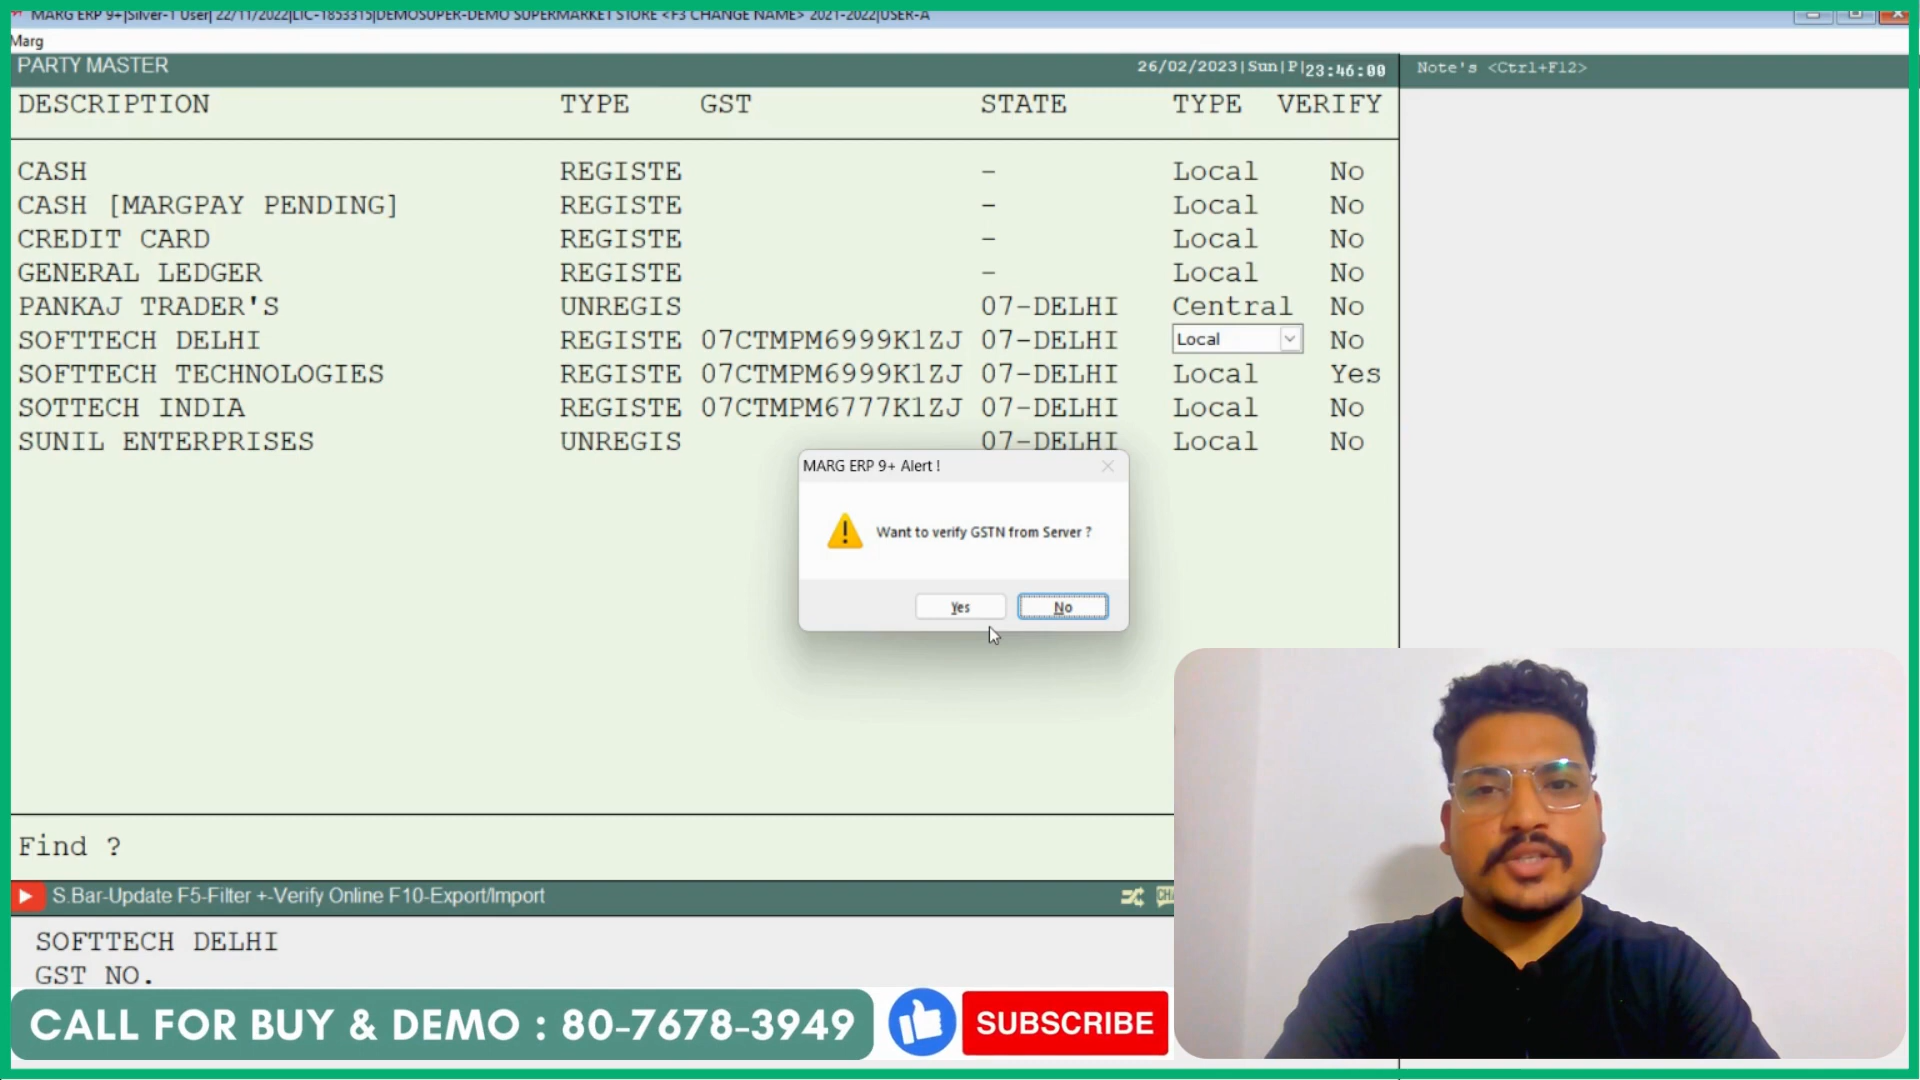 MARG ERP 9+|Silver-1 User| 22/11/2022|LIC-1853315|DEMOSUPER-DEMO SUPERMARKET STORE <F3 CHANGE NAME> 2021-2022|USER-A
Marg
PARTY MASTER 26/02/2023|Sun|P|23:46:00 Note's <Ctrl+F12>
DESCRIPTION TYPE GST STATE TYPE VERIFY
CASH REGISTE - Local No
CASH [MARGPAY PENDING] REGISTE - Local No
CREDIT CARD REGISTE - Local No
GENERAL LEDGER REGISTE - Local No
PANKAJ TRADER'S UNREGIS 07-DELHI Central No
SOFTTECH DELHI REGISTE 07CTMPM6999K1ZJ 07-DELHI Local No
SOFTTECH TECHNOLOGIES REGISTE 07CTMPM6999K1ZJ 07-DELHI Local Yes
SOTTECH INDIA REGISTE 07CTMPM6777K1ZJ 07-DELHI Local No
SUNIL ENTERPRISES UNREGIS 07-DELHI Local No
MARG ERP 9+ Alert !
Want to verify GSTN from Server ?
Yes No
Find ?
S.Bar-Update F5-Filter +-Verify Online F10-Export/Import
SOFTTECH DELHI
GST NO.
CALL FOR BUY & DEMO : 80-7678-3949 SUBSCRIBE